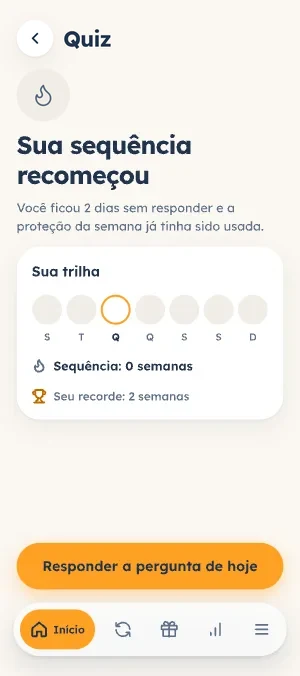 Quiz
Sua sequência
recomeçou
Você ficou 2 dias sem responder e a
proteção da semana já tinha sido usada.
Sua trilha
S T Q Q S S D
Sequência: 0 semanas
Seu recorde: 2 semanas
Responder a pergunta de hoje
Início